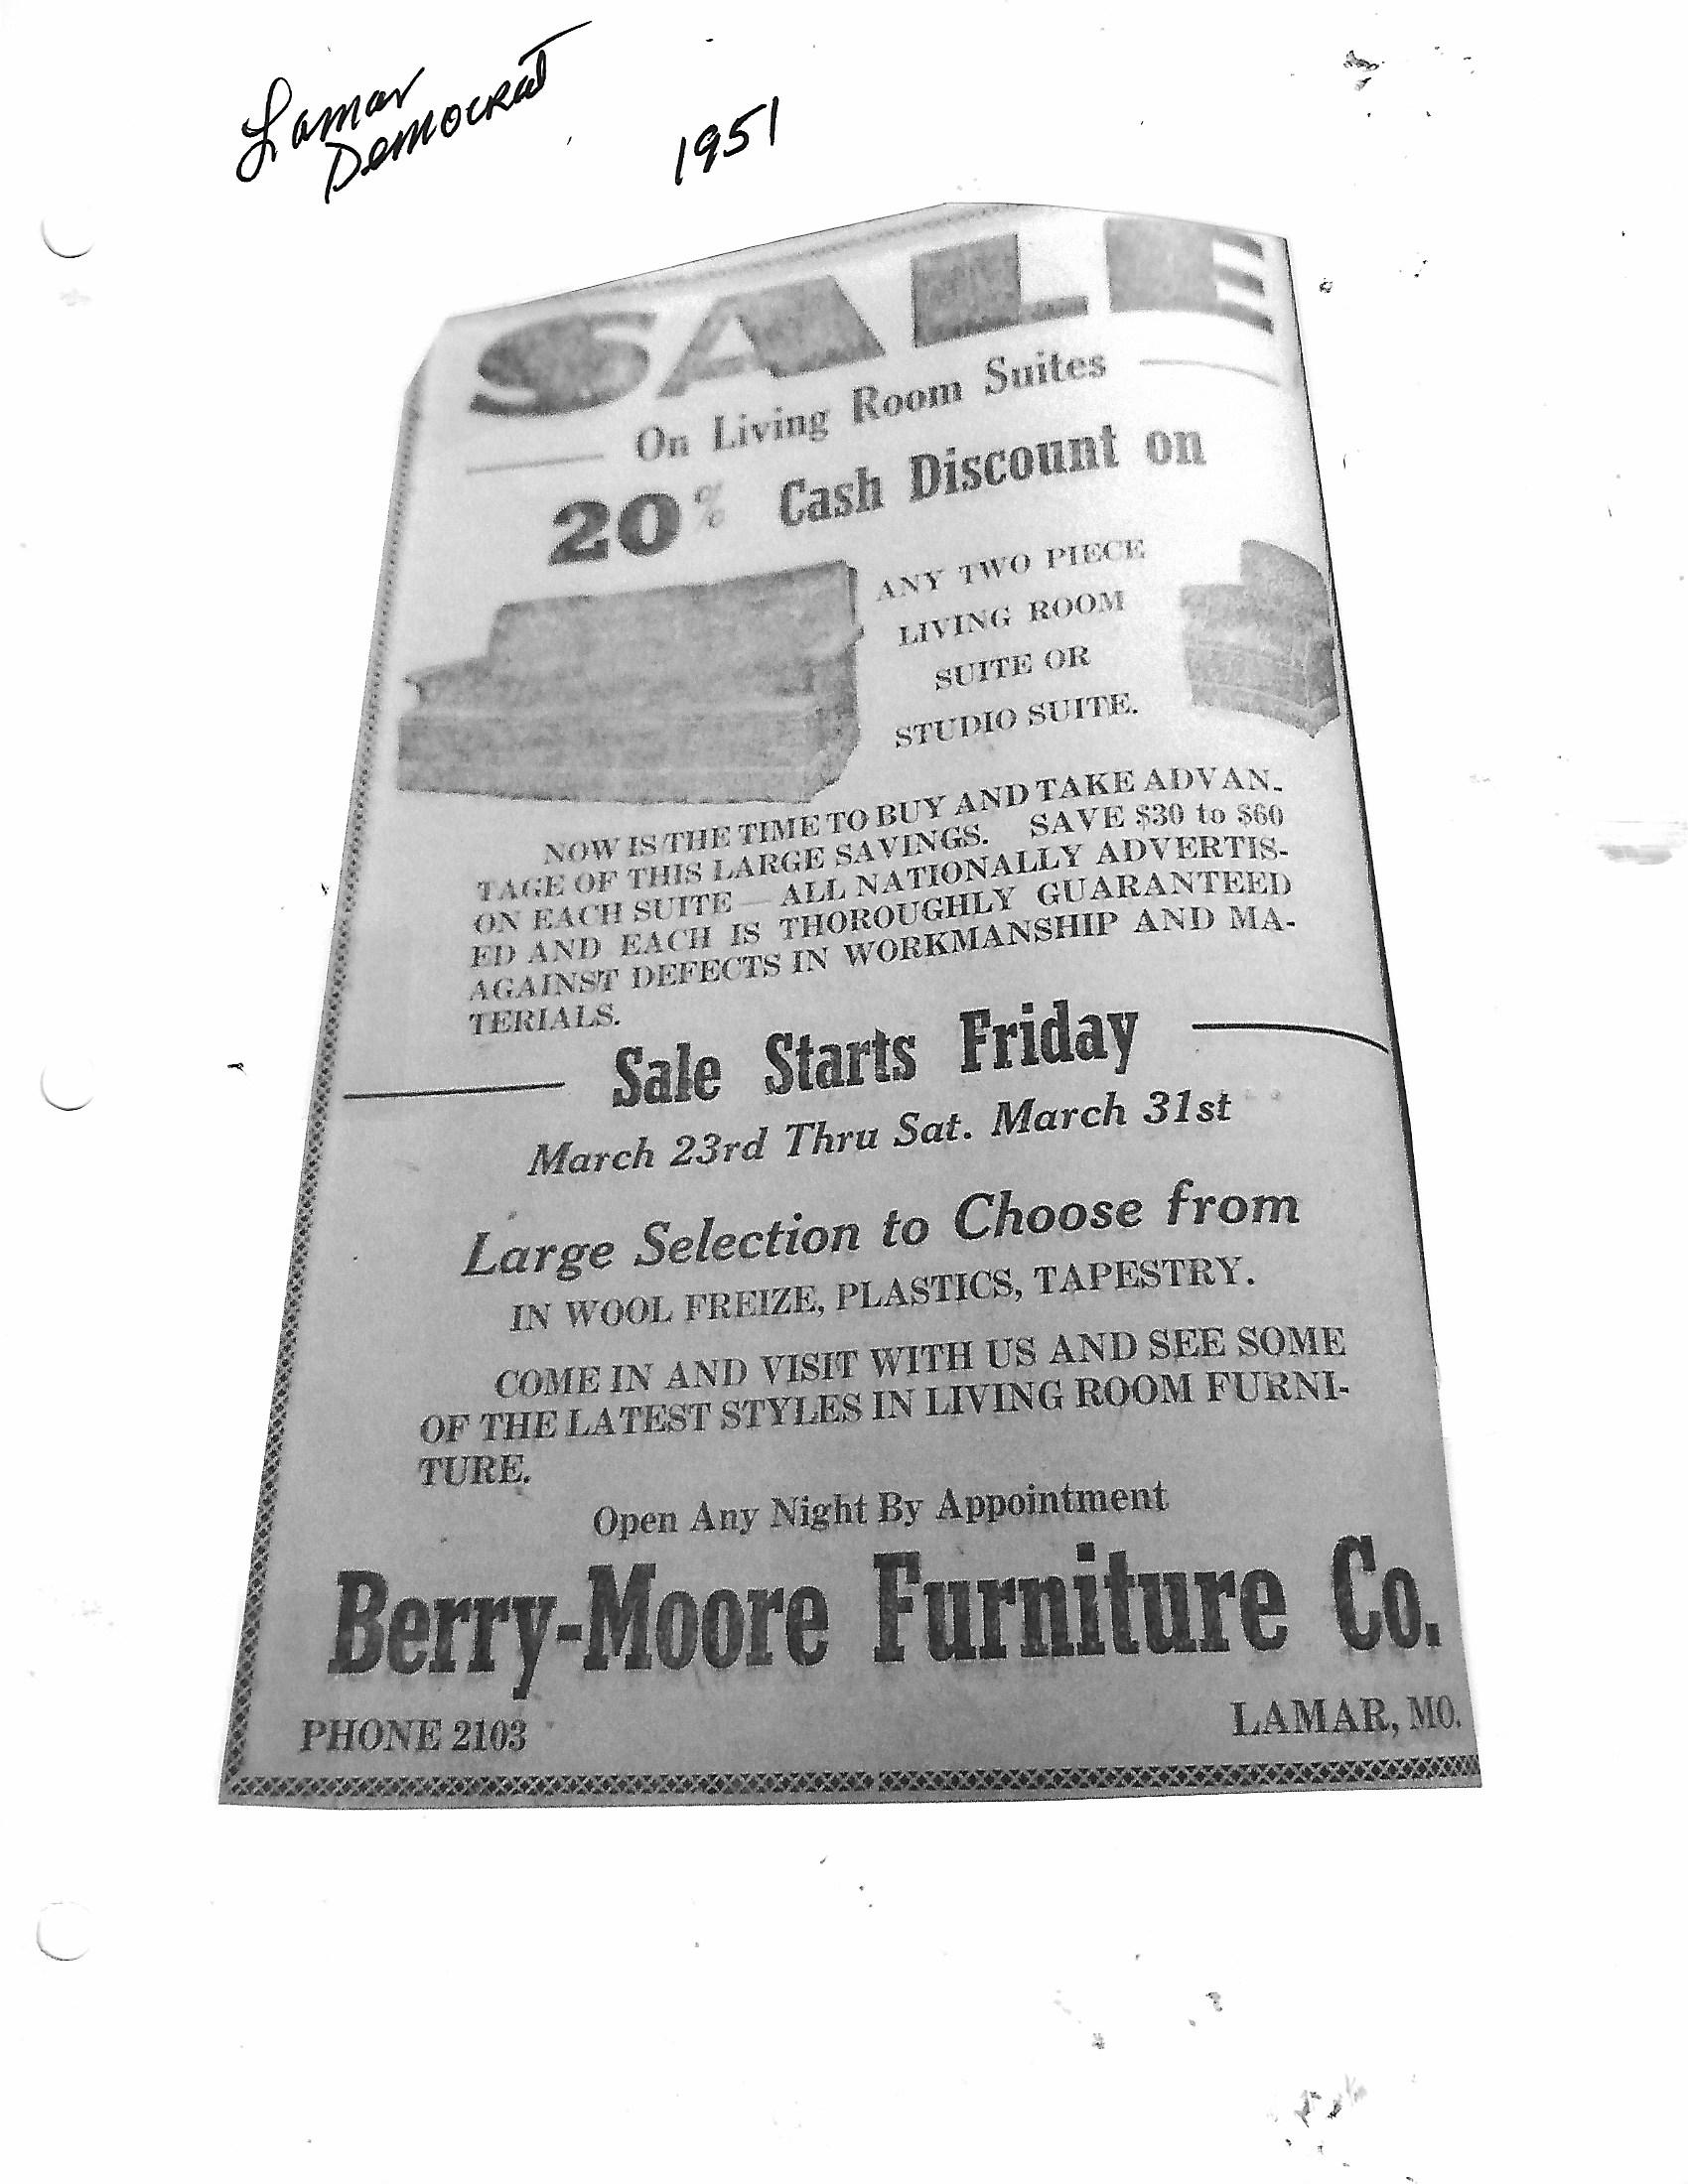 Lamar
Democrat
1951
SALE
On Living Room Suites
20% Cash Discount on
ANY TWO PIECE
LIVING ROOM
SUITE OR
STUDIO SUITE.
NOW IS THE TIME TO BUY AND TAKE ADVAN-
TAGE OF THIS LARGE SAVINGS. SAVE $30 to $60
ON EACH SUITE — ALL NATIONALLY ADVERTIS-
ED AND EACH IS THOROUGHLY GUARANTEED
AGAINST DEFECTS IN WORKMANSHIP AND MA-
TERIALS.
Sale Starts Friday
March 23rd Thru Sat. March 31st
Large Selection to Choose from
IN WOOL FREIZE, PLASTICS, TAPESTRY.
COME IN AND VISIT WITH US AND SEE SOME
OF THE LATEST STYLES IN LIVING ROOM FURNI-
TURE.
Open Any Night By Appointment
Berry-Moore Furniture Co.
PHONE 2103
LAMAR, MO.